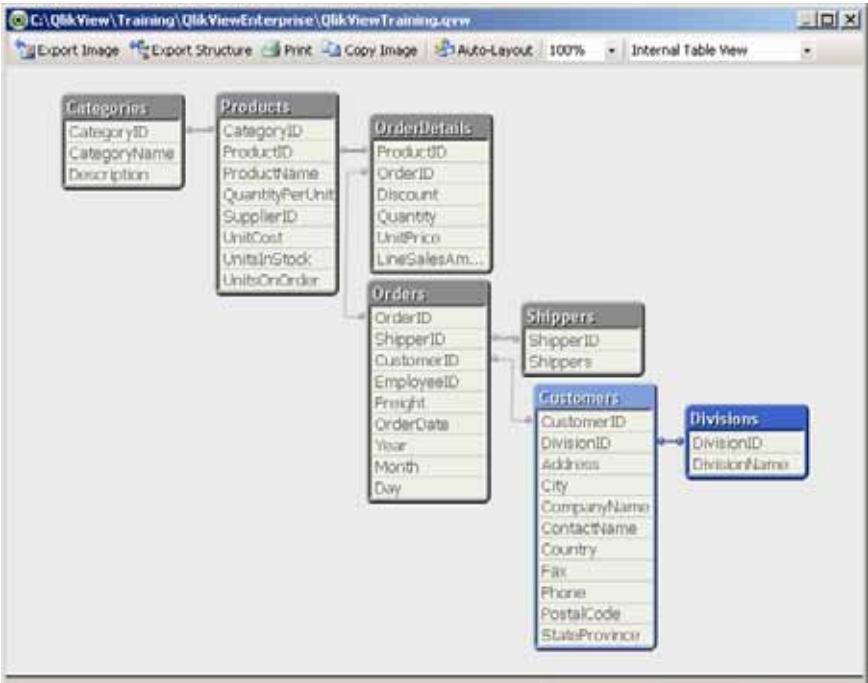 C:\QlikView\Training\QlikViewEnterprise\QlikViewTraining.qvw
Export Image Export Structure Print Copy Image Auto-Layout 100% Internal Table View
Categories
CategoryID
CategoryName
Description
Products
CategoryID
ProductID
ProductName
QuantityPerUnit
SupplierID
UnitCost
UnitsInStock
UnitsOnOrder
OrderDetails
ProductID
OrderID
Discount
Quantity
UnitPrice
LineSalesAm...
Orders
OrderID
ShipperID
CustomerID
EmployeeID
Freight
OrderDate
Year
Month
Day
Shippers
ShipperID
Shippers
Customers
CustomerID
DivisionID
Address
City
CompanyName
ContactName
Country
Fax
Phone
PostalCode
StateProvince
Divisions
DivisionID
DivisionName